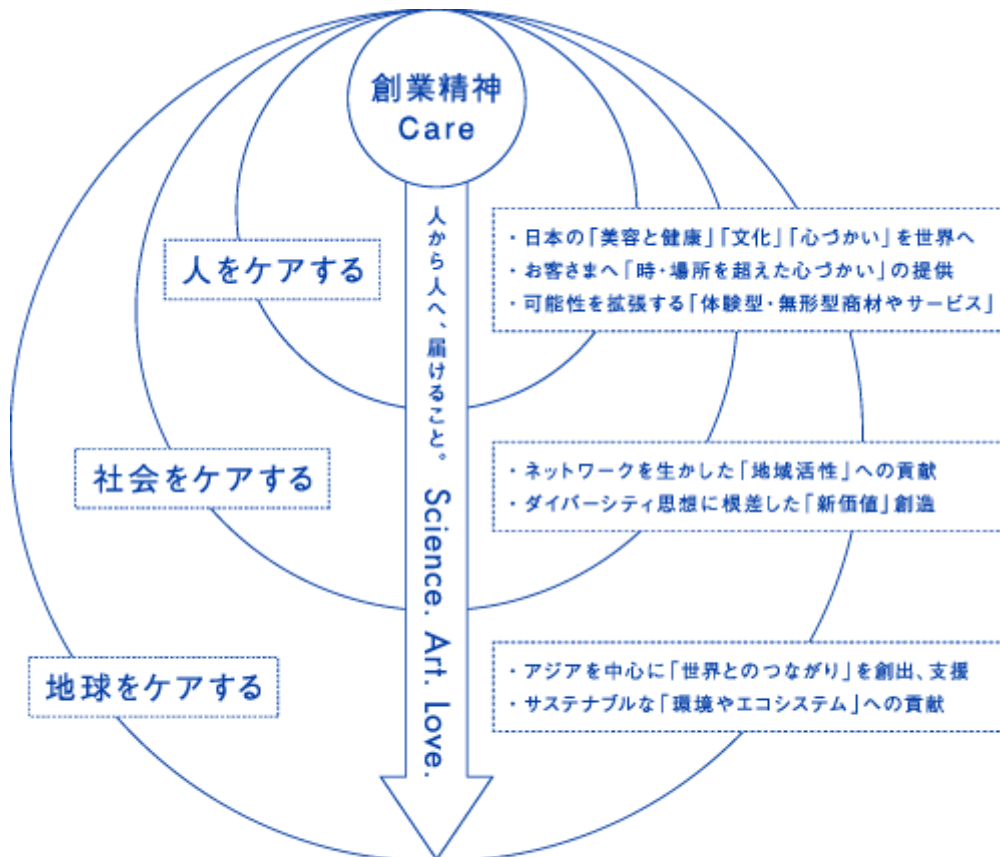 創業精神
Care
人から人へ、届けること。 Science. Art. Love.
人をケアする
・日本の「美容と健康」「文化」「心づかい」を世界へ
・お客さまへ「時・場所を超えた心づかい」の提供
・可能性を拡張する「体験型・無形型商材やサービス」
社会をケアする
・ネットワークを生かした「地域活性」への貢献
・ダイバーシティ思想に根差した「新価値」創造
地球をケアする
・アジアを中心に「世界とのつながり」を創出、支援
・サステナブルな「環境やエコシステム」への貢献